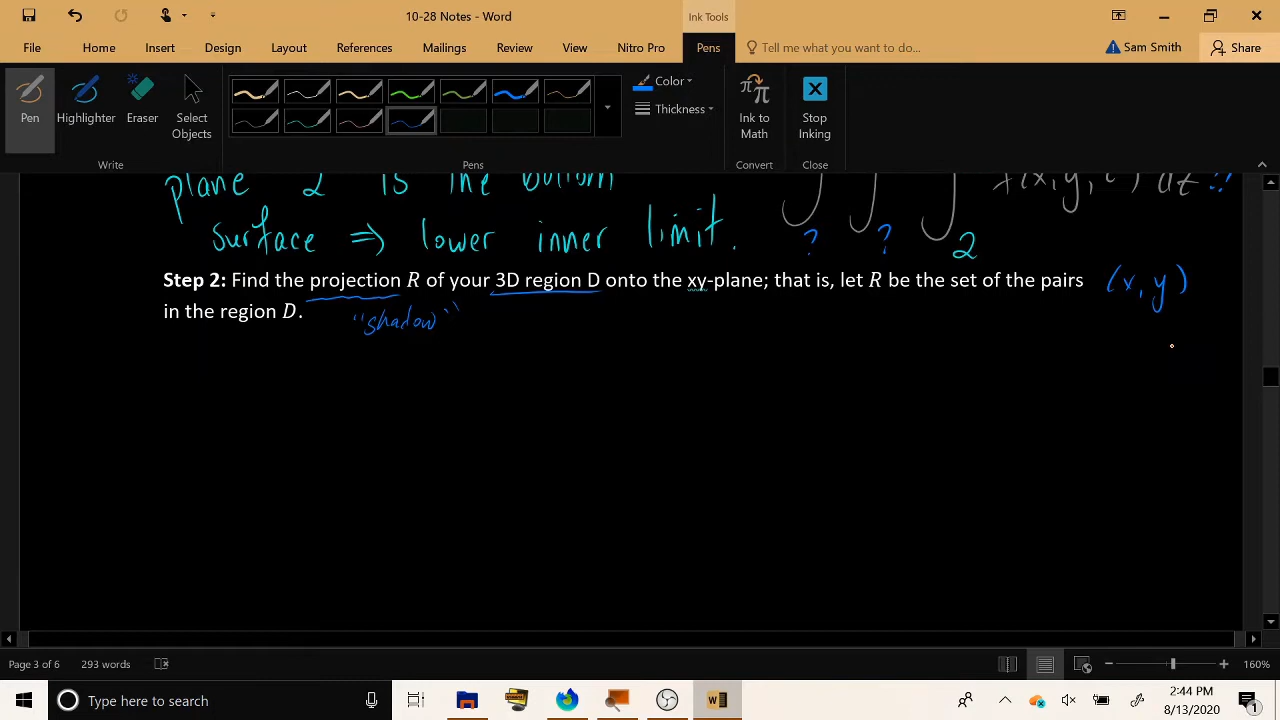 10-28 Notes - Word
Ink Tools
File Home Insert Design Layout References Mailings Review View Nitro Pro Pens Tell me what you want to do... Sam Smith Share
Pen Highlighter Eraser Select Objects Color Thickness Ink to Math Stop Inking
Write Pens Convert Close
plane 2 is the bottom
f(x, y, z) dz ??
surface ⇒ lower inner limit. ? ? 2
Step 2: Find the projection R of your 3D region D onto the xy-plane; that is, let R be the set of the pairs (x, y)
in the region D. "shadow"
Page 3 of 6 293 words 160%
Type here to search
2:44 PM
8/13/2020
1